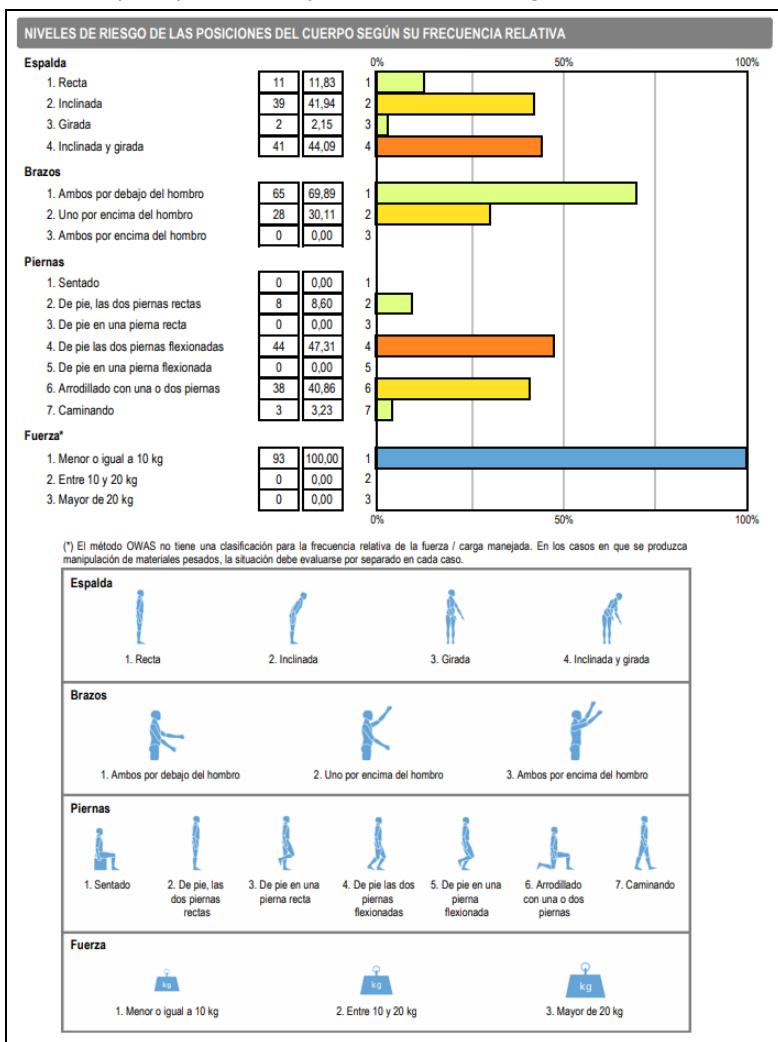 NIVELES DE RIESGO DE LAS POSICIONES DEL CUERPO SEGÚN SU FRECUENCIA RELATIVA
Espalda 0% 50% 100%
1. Recta 11 11,83 1
2. Inclinada 39 41,94 2
3. Girada 2 2,15 3
4. Inclinada y girada 41 44,09 4
Brazos
1. Ambos por debajo del hombro 65 69,89 1
2. Uno por encima del hombro 28 30,11 2
3. Ambos por encima del hombro 0 0,00 3
Piernas
1. Sentado 0 0,00 1
2. De pie, las dos piernas rectas 8 8,60 2
3. De pie en una pierna recta 0 0,00 3
4. De pie las dos piernas flexionadas 44 47,31 4
5. De pie en una pierna flexionada 0 0,00 5
6. Arrodillado con una o dos piernas 38 40,86 6
7. Caminando 3 3,23 7
Fuerza*
1. Menor o igual a 10 kg 93 100,00 1
2. Entre 10 y 20 kg 0 0,00 2
3. Mayor de 20 kg 0 0,00 3
0% 50% 100%
(*) El método OWAS no tiene una clasificación para la frecuencia relativa de la fuerza / carga manejada. En los casos en que se produzca
manipulación de materiales pesados, la situación debe evaluarse por separado en cada caso.
Espalda
1. Recta 2. Inclinada 3. Girada 4. Inclinada y girada
Brazos
1. Ambos por debajo del hombro 2. Uno por encima del hombro 3. Ambos por encima del hombro
Piernas
1. Sentado 2. De pie, las dos piernas rectas 3. De pie en una pierna recta 4. De pie las dos piernas flexionadas 5. De pie en una pierna flexionada 6. Arrodillado con una o dos piernas 7. Caminando
Fuerza
kg kg kg
1. Menor o igual a 10 kg 2. Entre 10 y 20 kg 3. Mayor de 20 kg